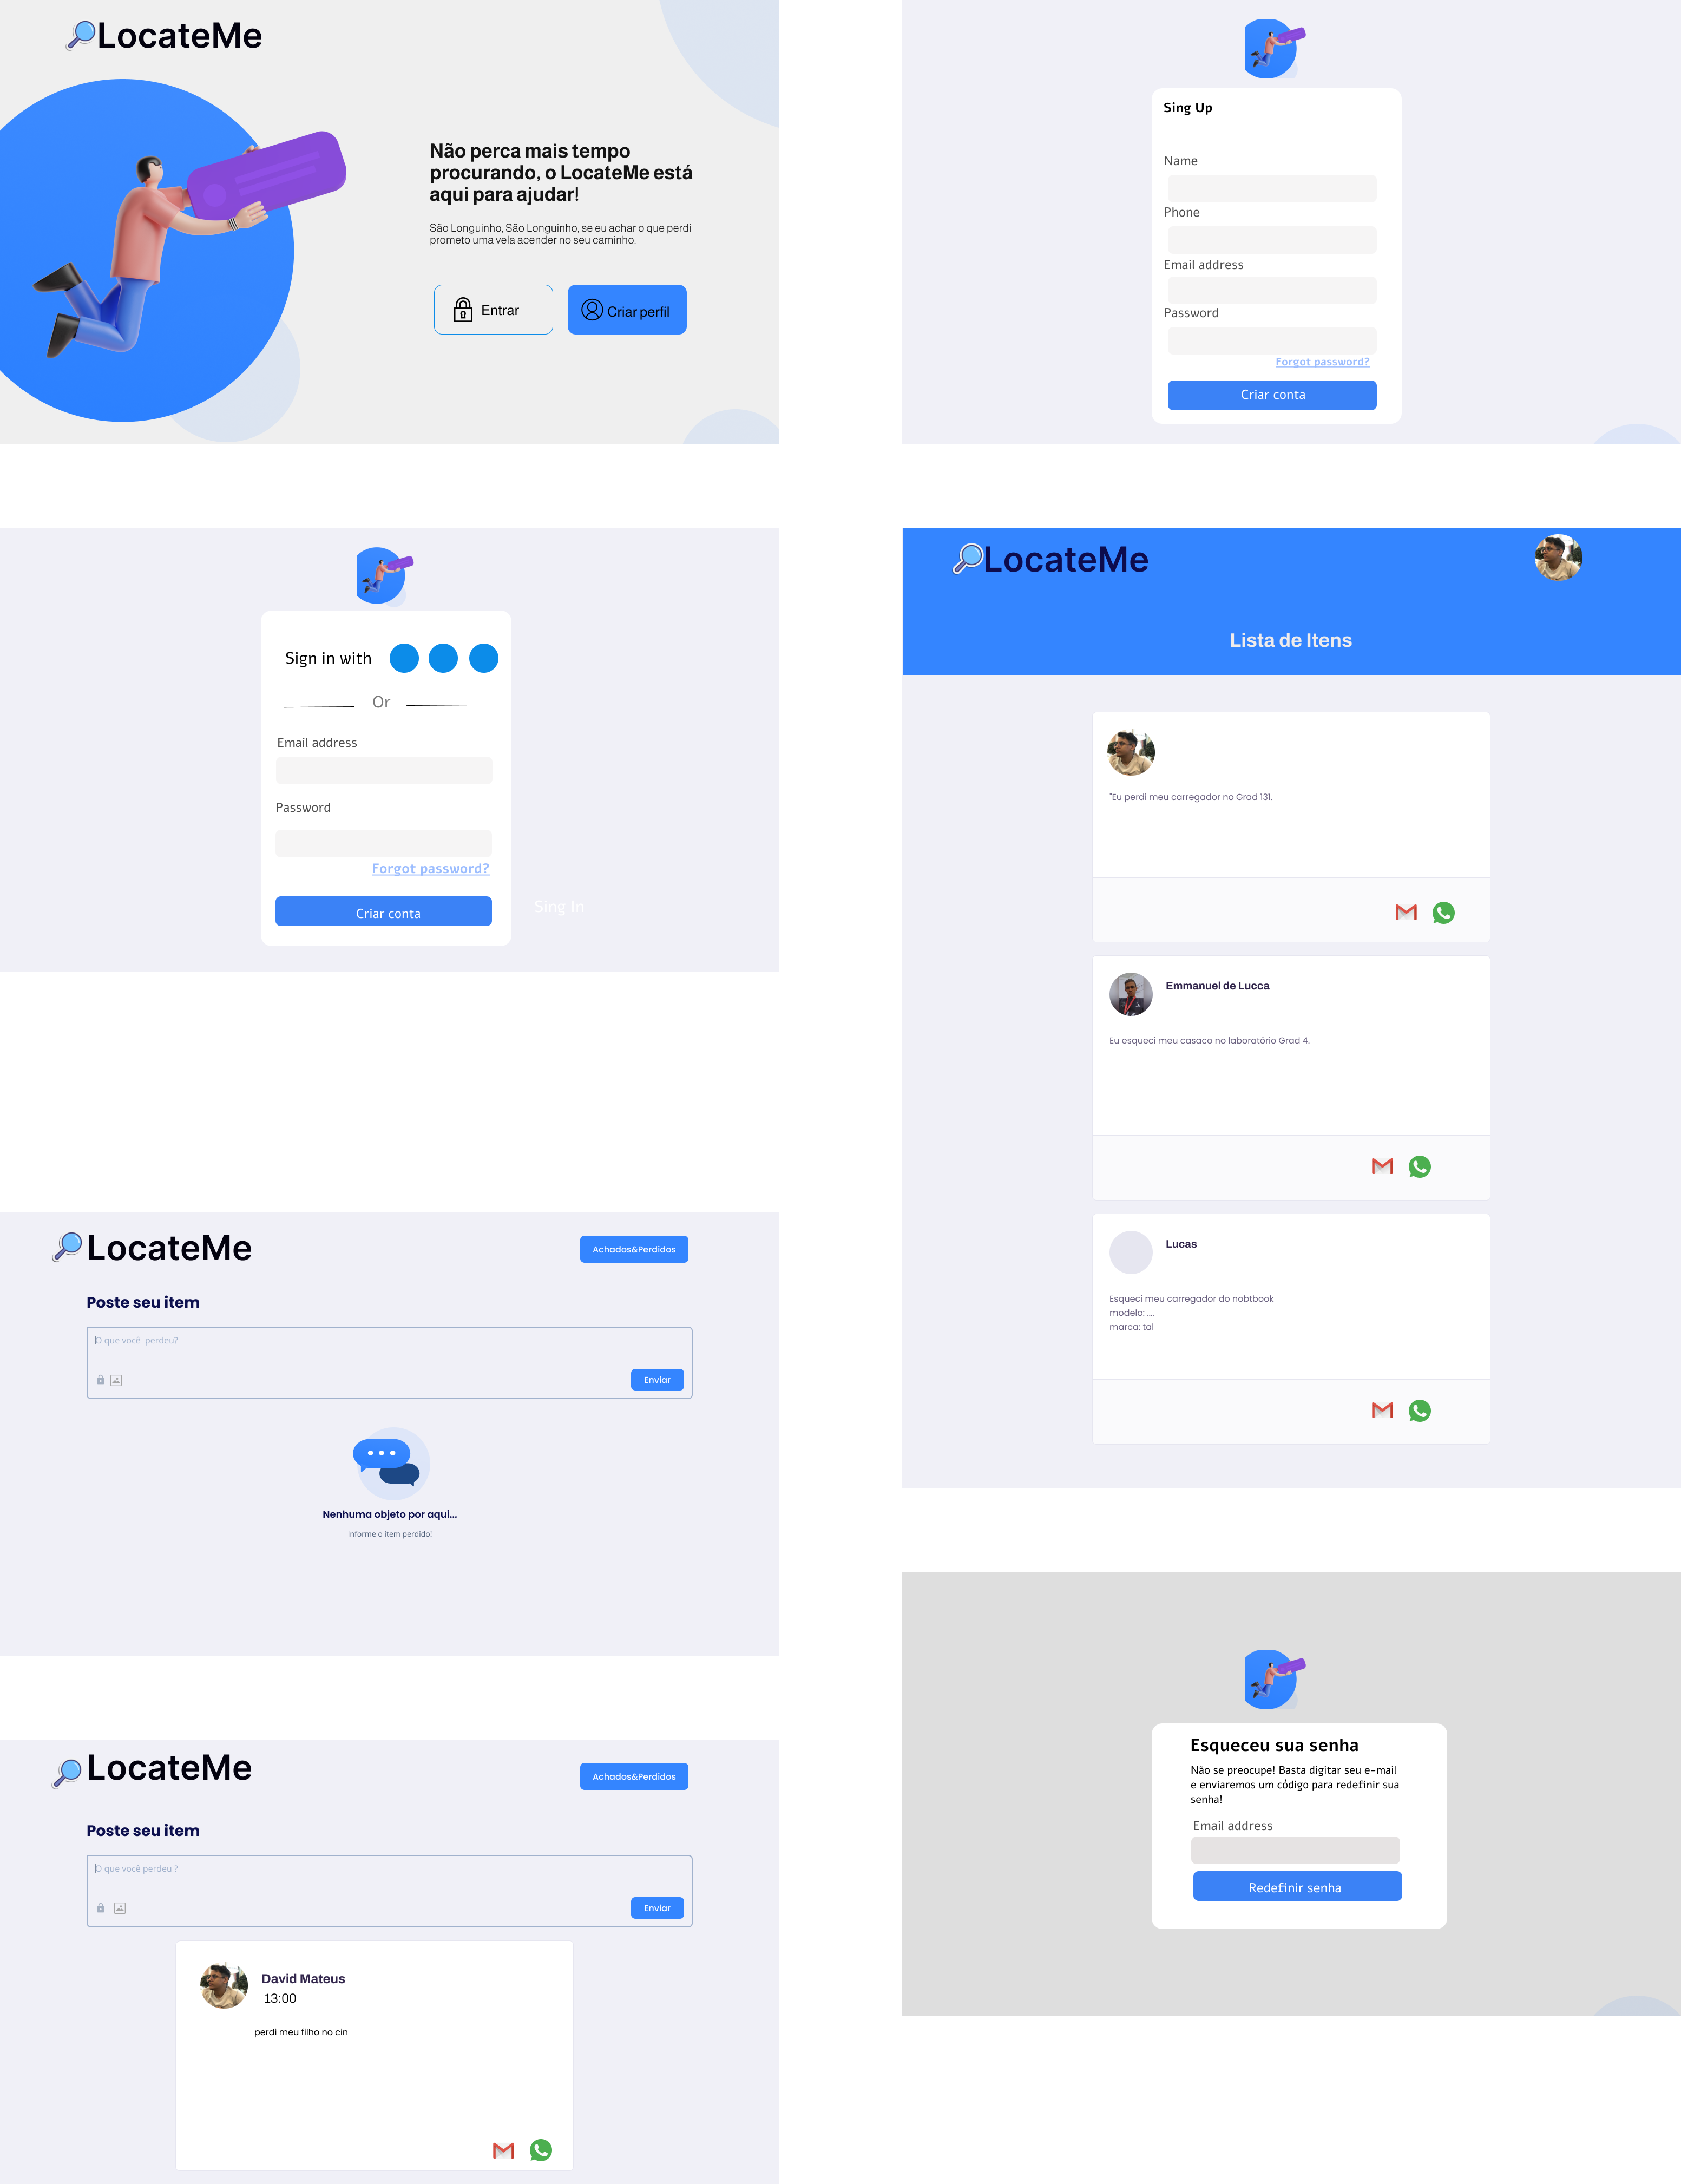 LocateMe
Não perca mais tempo
procurando, o LocateMe está
aqui para ajudar!
São Longuinho, São Longuinho, se eu achar o que perdi
prometo uma vela acender no seu caminho.
Entrar
Criar perfil
Sing Up
Name
Phone
Email address
Password
Forgot password?
Criar conta
Sign in with
Or
Email address
Password
Forgot password?
Criar conta
Sing In
LocateMe
Lista de Itens
"Eu perdi meu carregador no Grad 131.
Emmanuel de Lucca
Eu esqueci meu casaco no laboratório Grad 4.
Lucas
Esqueci meu carregador do nobtbook
modelo: ....
marca: tal
LocateMe
Achados&Perdidos
Poste seu item
O que você  perdeu?
Enviar
Nenhuma objeto por aqui...
Informe o item perdido!
Esqueceu sua senha
Não se preocupe! Basta digitar seu e-mail
e enviaremos um código para redefinir sua
senha!
Email address
Redefinir senha
LocateMe
Achados&Perdidos
Poste seu item
O que você perdeu ?
Enviar
David Mateus
13:00
perdi meu filho no cin